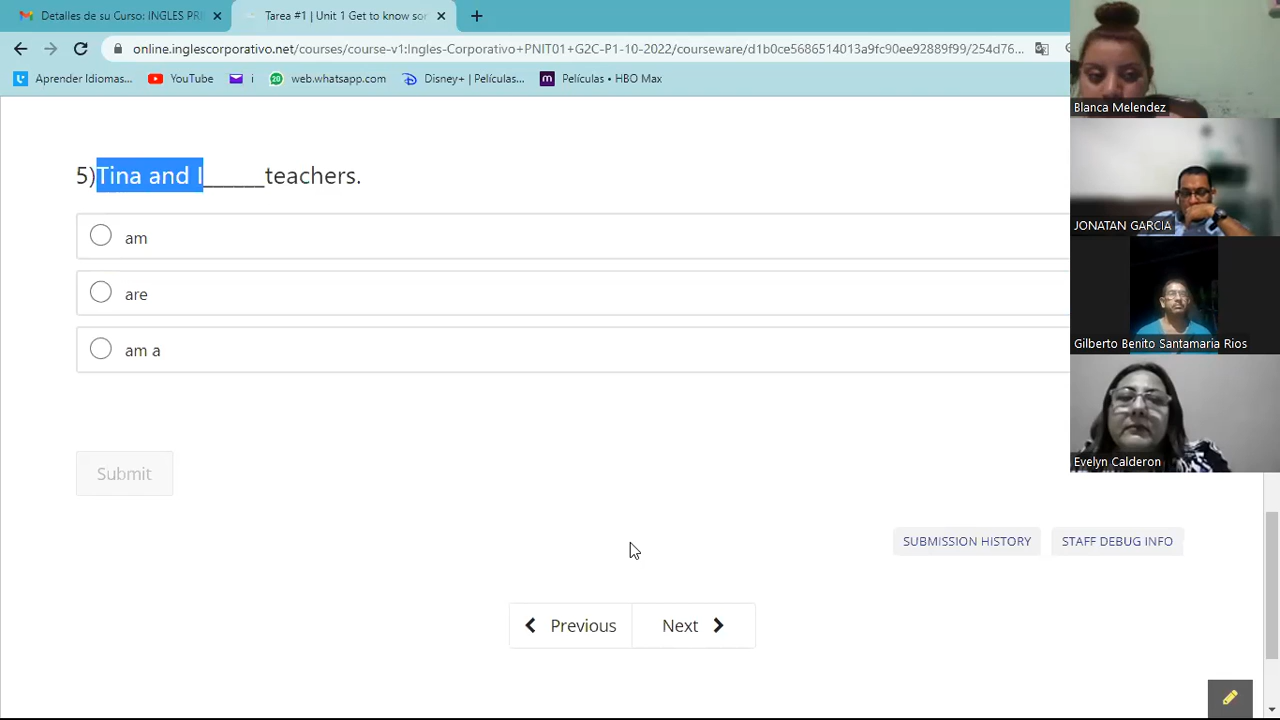 Detalles de su Curso: INGLES PRI
Tarea #1 | Unit 1 Get to know sor
online.inglescorporativo.net/courses/course-v1:Ingles-Corporativo+PNIT01+G2C-P1-10-2022/courseware/d1b0ce5686514013a9fc90ee92889f99/254d76...
Aprender Idiomas...
YouTube
i
20
web.whatsapp.com
Disney+ | Películas,...
m
Películas • HBO Max
5)Tina and I______teachers.
am
are
am a
Submit
SUBMISSION HISTORY
STAFF DEBUG INFO
Previous
Next
Blanca Melendez
JONATAN GARCIA
Gilberto Benito Santamaria Rios
Evelyn Calderon